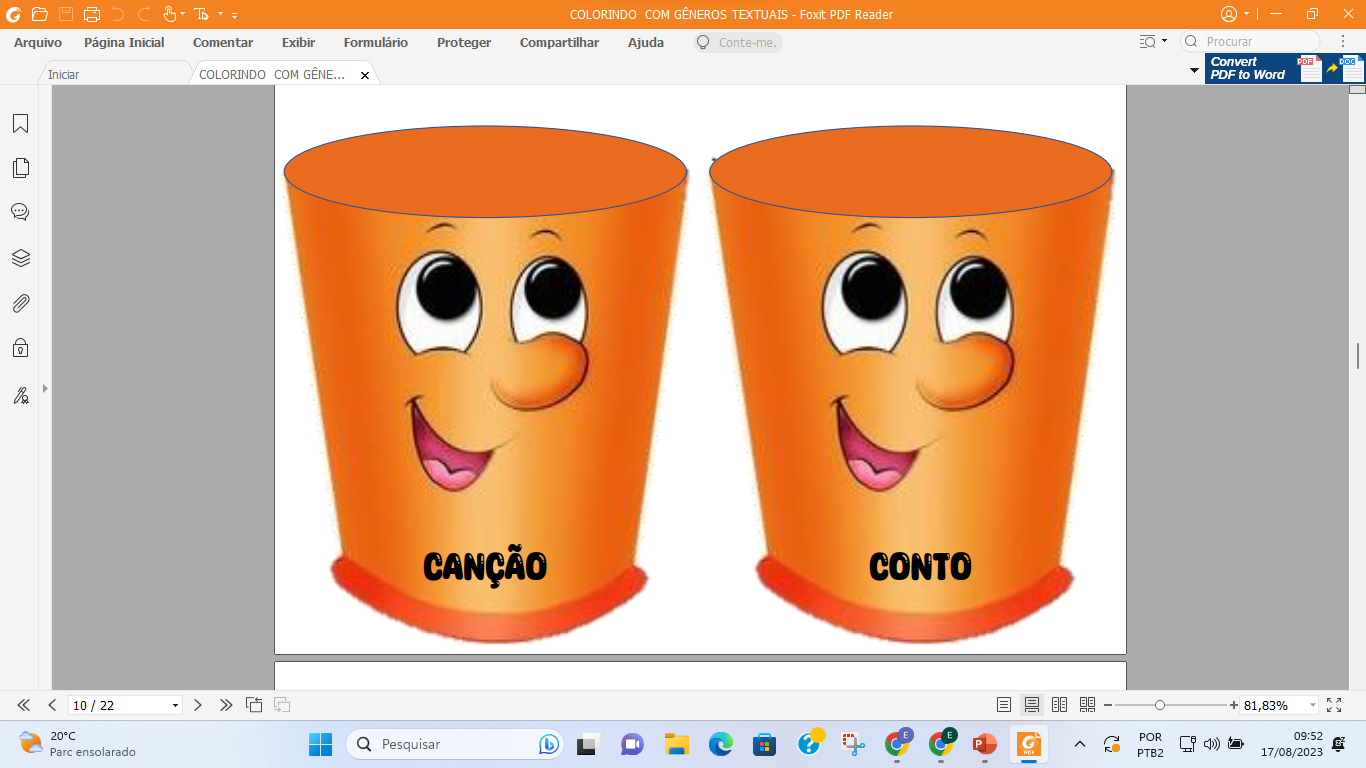 COLORINDO COM GÊNEROS TEXTUAIS - Foxit PDF Reader
Arquivo Página Inicial Comentar Exibir Formulário Proteger Compartilhar Ajuda Conte-me. Procurar
Iniciar COLORINDO COM GÊNE... Convert PDF to Word PDF DOC
CANÇÃO CONTO
10 / 22 81,83%
20°C
Parc ensolarado
Pesquisar
POR
PTB2
09:52
17/08/2023